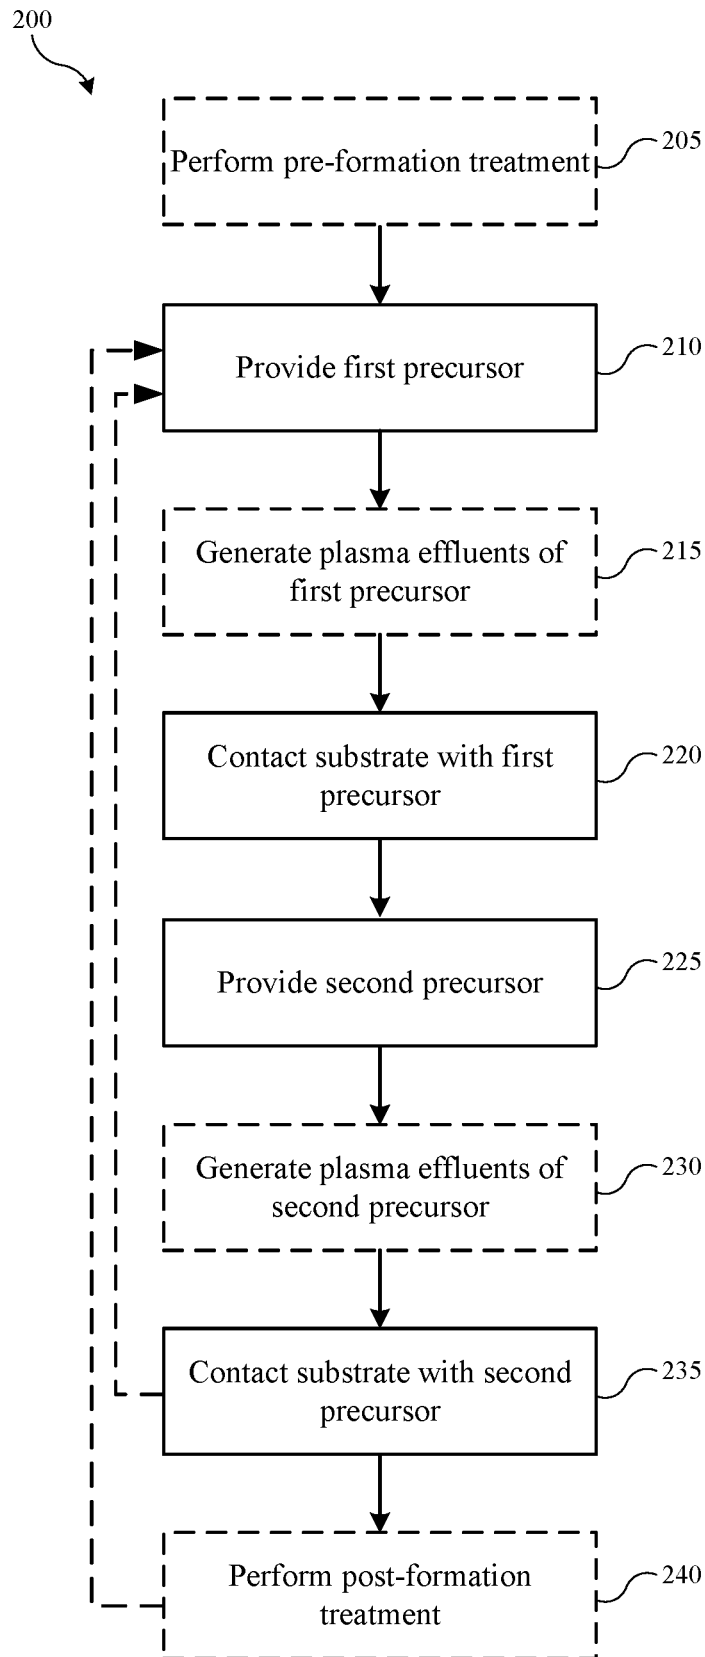 200
Perform pre-formation treatment
205
Provide first precursor
210
Generate plasma effluents of
first precursor
215
Contact substrate with first
precursor
220
Provide second precursor
225
Generate plasma effluents of
second precursor
230
Contact substrate with second
precursor
235
Perform post-formation
treatment
240